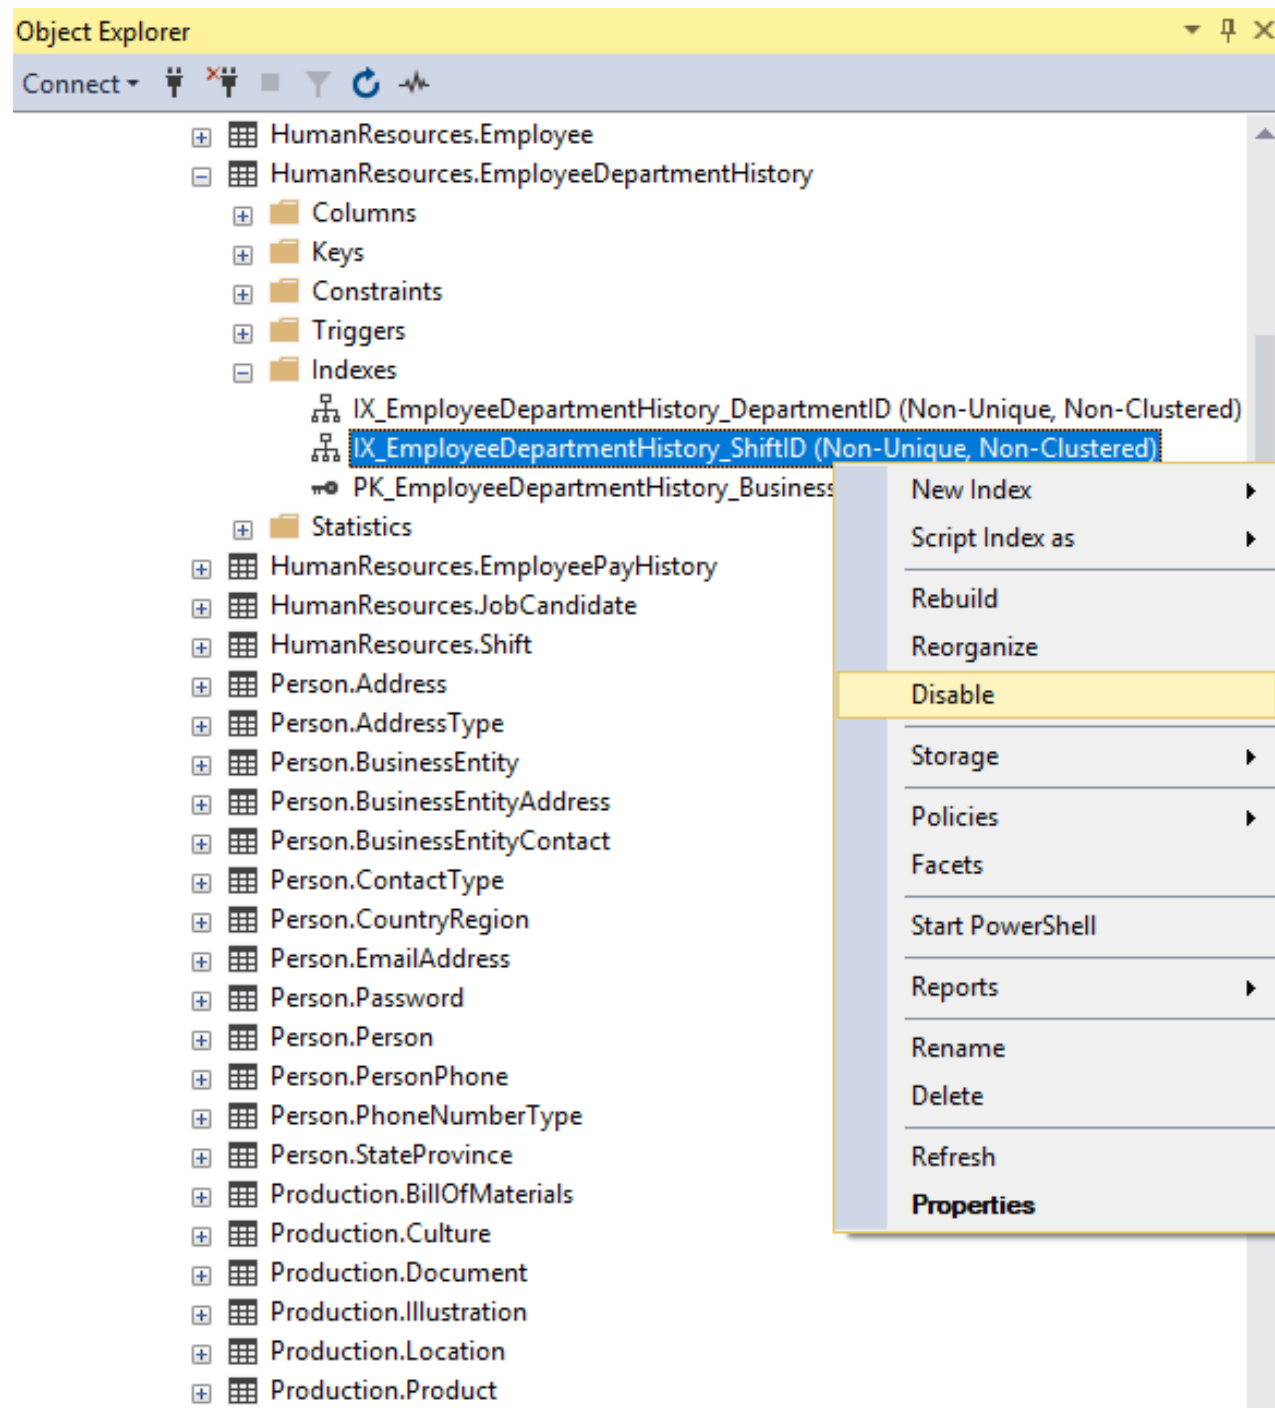 Object Explorer
Connect
HumanResources.Employee
HumanResources.EmployeeDepartmentHistory
Columns
Keys
Constraints
Triggers
Indexes
IX_EmployeeDepartmentHistory_DepartmentID (Non-Unique, Non-Clustered)
IX_EmployeeDepartmentHistory_ShiftID (Non-Unique, Non-Clustered)
PK_EmployeeDepartmentHistory_Business
Statistics
HumanResources.EmployeePayHistory
HumanResources.JobCandidate
HumanResources.Shift
Person.Address
Person.AddressType
Person.BusinessEntity
Person.BusinessEntityAddress
Person.BusinessEntityContact
Person.ContactType
Person.CountryRegion
Person.EmailAddress
Person.Password
Person.Person
Person.PersonPhone
Person.PhoneNumberType
Person.StateProvince
Production.BillOfMaterials
Production.Culture
Production.Document
Production.Illustration
Production.Location
Production.Product
New Index
Script Index as
Rebuild
Reorganize
Disable
Storage
Policies
Facets
Start PowerShell
Reports
Rename
Delete
Refresh
Properties